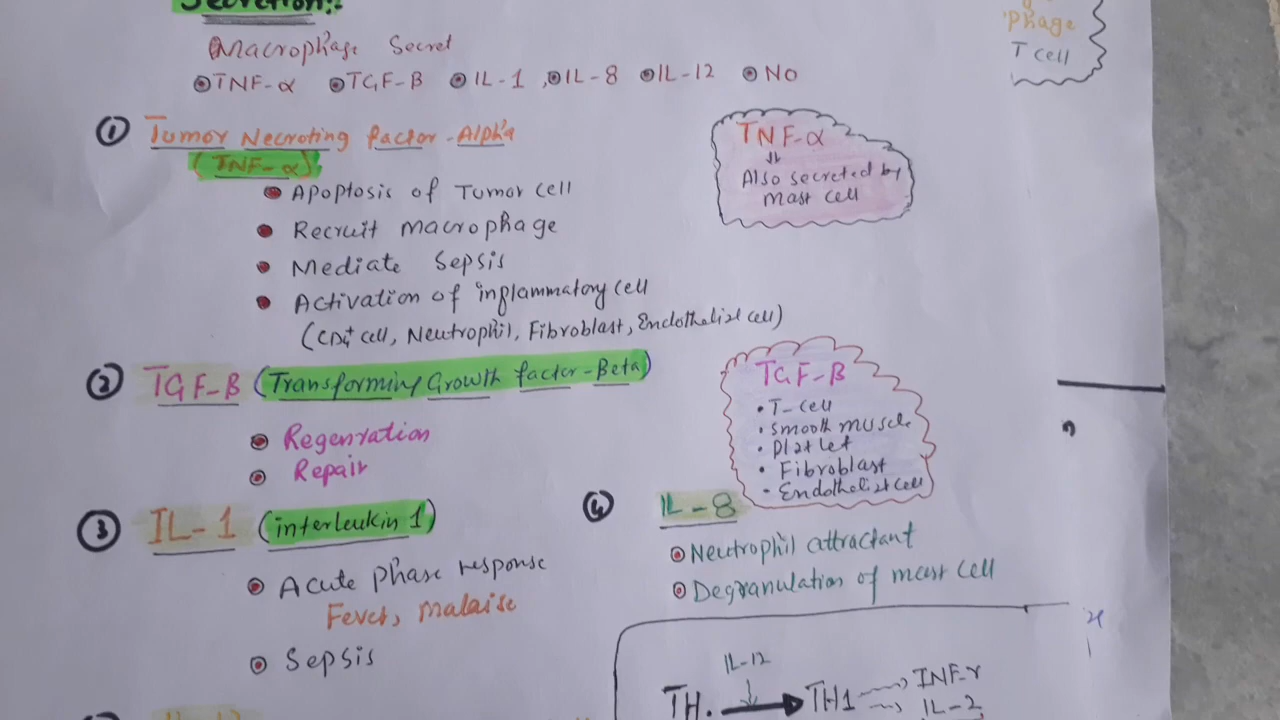 Secretion:-
Macrophase Secret
TNF-α TGF-B IL-1, IL-8 IL-12 NO
phage
T cell
① Tumor Necroting factor-Alpha
(TNF-α)
Apoptosis of Tumor cell
Recruit macrophage
Mediate Sepsis
Activation of inflammatory cell
(CD4+ cell, Neutrophil, Fibroblast, Endothelial cell)
TNF-α
⇓
Also secreted by
mast cell
② TGF-B (Transforming Growth factor-Beta)
Regenration
Repair
TGF-B
• T-cell
• smooth muscle
• Platlet
• Fibroblast
• Endothelial cell
③ IL-1 (interleukin 1)
Acute phase response
Fever, malaise
Sepsis
④ IL-8
Neutrophil attractant
Degranulation of mast cell
IL-12
TH. → TH1 → INF-γ
→ IL-2